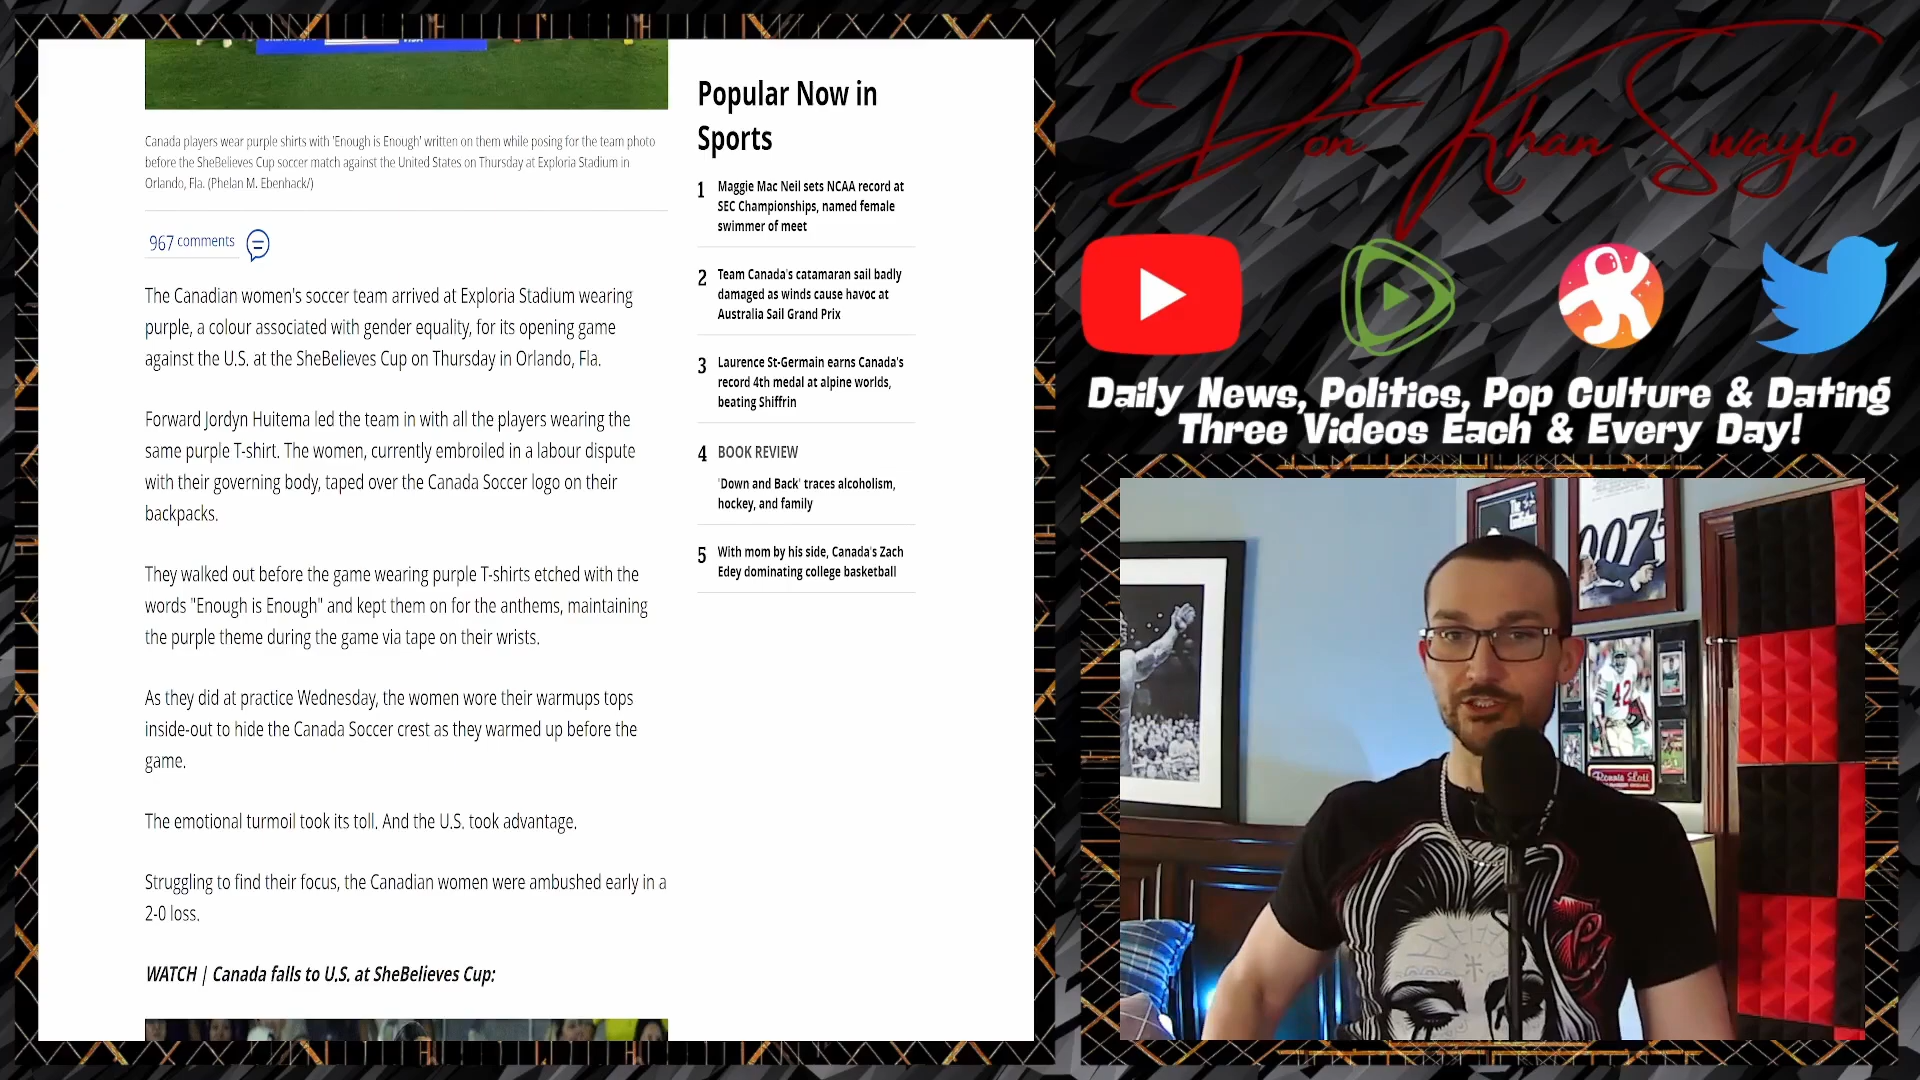 Canada players wear purple shirts with 'Enough is Enough' written on them while posing for the team photo
before the SheBelieves Cup soccer match against the United States on Thursday at Exploria Stadium in
Orlando, Fla. (Phelan M. Ebenhack/)
967 comments
The Canadian women's soccer team arrived at Exploria Stadium wearing
purple, a colour associated with gender equality, for its opening game
against the U.S. at the SheBelieves Cup on Thursday in Orlando, Fla.
Forward Jordyn Huitema led the team in with all the players wearing the
same purple T-shirt. The women, currently embroiled in a labour dispute
with their governing body, taped over the Canada Soccer logo on their
backpacks.
They walked out before the game wearing purple T-shirts etched with the
words "Enough is Enough" and kept them on for the anthems, maintaining
the purple theme during the game via tape on their wrists.
As they did at practice Wednesday, the women wore their warmups tops
inside-out to hide the Canada Soccer crest as they warmed up before the
game.
The emotional turmoil took its toll. And the U.S. took advantage.
Struggling to find their focus, the Canadian women were ambushed early in a
2-0 loss.
WATCH | Canada falls to U.S. at SheBelieves Cup:
Popular Now in
Sports
1 Maggie Mac Neil sets NCAA record at
SEC Championships, named female
swimmer of meet
2 Team Canada's catamaran sail badly
damaged as winds cause havoc at
Australia Sail Grand Prix
3 Laurence St-Germain earns Canada's
record 4th medal at alpine worlds,
beating Shiffrin
4 BOOK REVIEW
'Down and Back' traces alcoholism,
hockey, and family
5 With mom by his side, Canada's Zach
Edey dominating college basketball
Don Khan Swaylo
Daily News, Politics, Pop Culture & Dating
Three Videos Each & Every Day!
007
42
Ronnie Lott